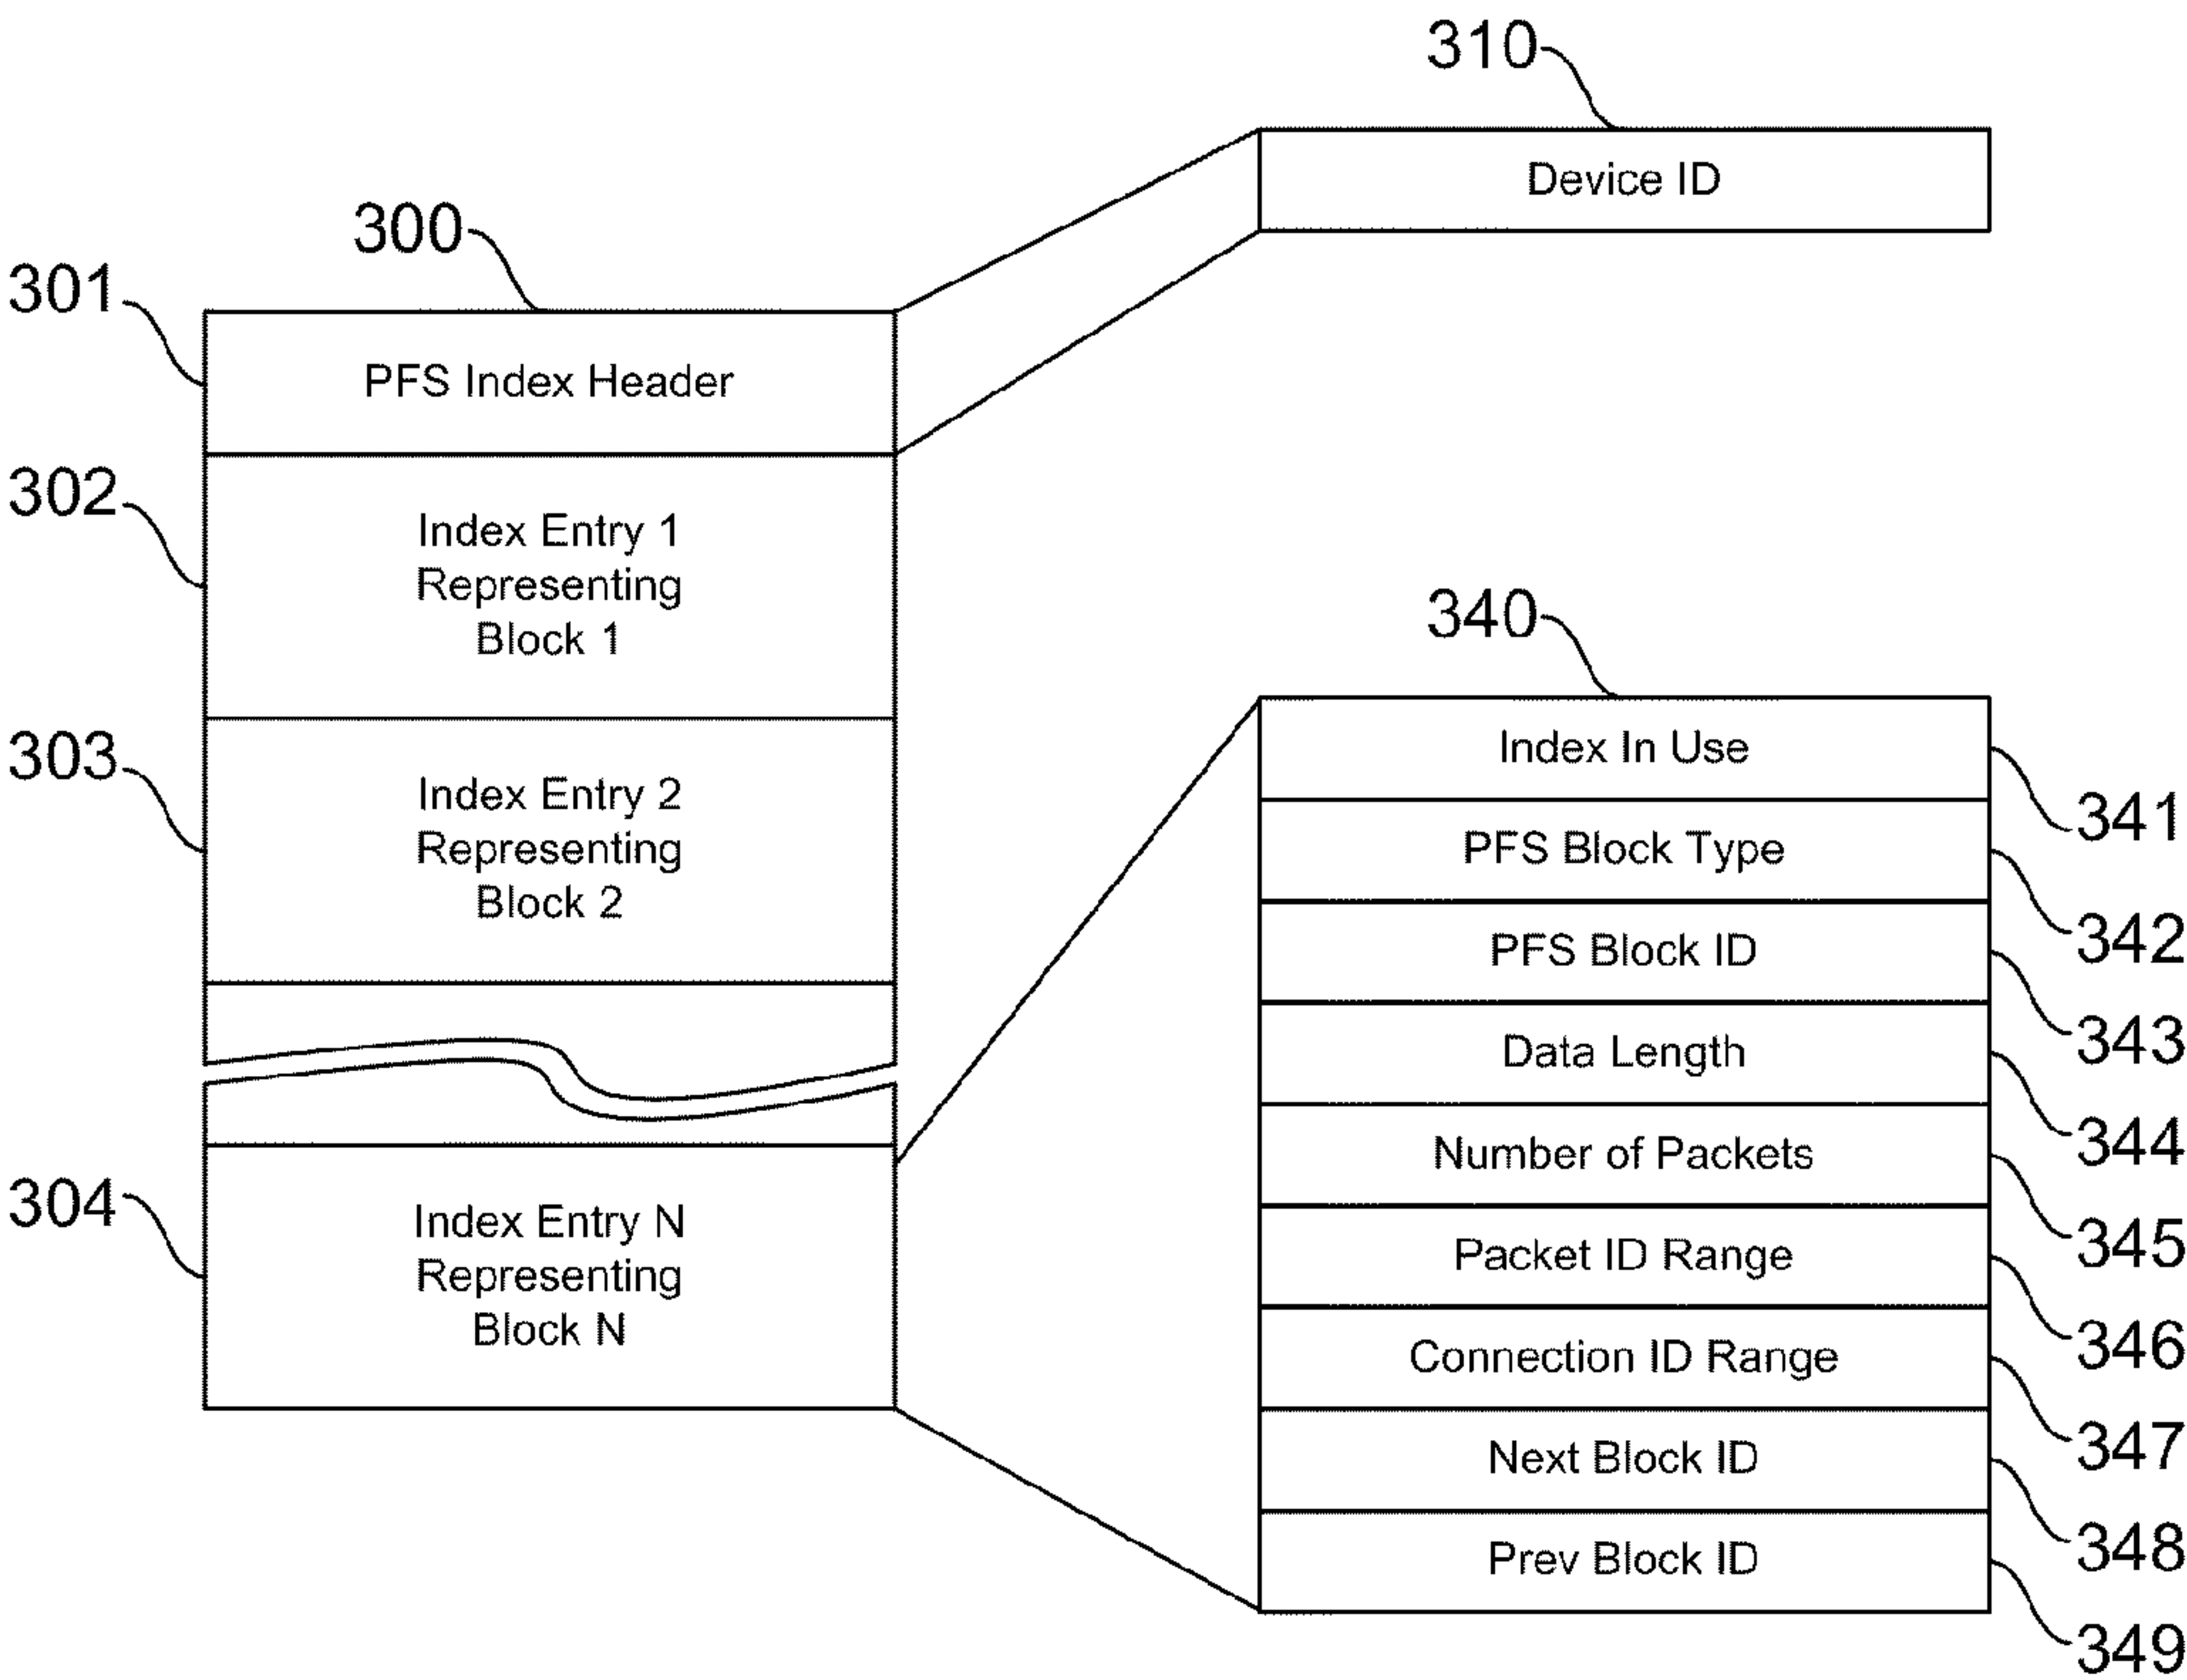 310
Device ID
300
301
PFS Index Header
302
Index Entry 1
Representing
Block 1
303
Index Entry 2
Representing
Block 2
304
Index Entry N
Representing
Block N
340
Index In Use
341
PFS Block Type
342
PFS Block ID
343
Data Length
344
Number of Packets
345
Packet ID Range
346
Connection ID Range
347
Next Block ID
348
Prev Block ID
349